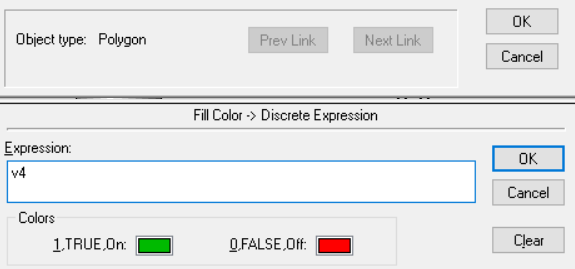 OK
Object type: Polygon Prev Link Next Link
Cancel
Fill Color -> Discrete Expression
Expression:
OK
v4
Cancel
Colors
1,TRUE,On: 0,FALSE,Off: Clear